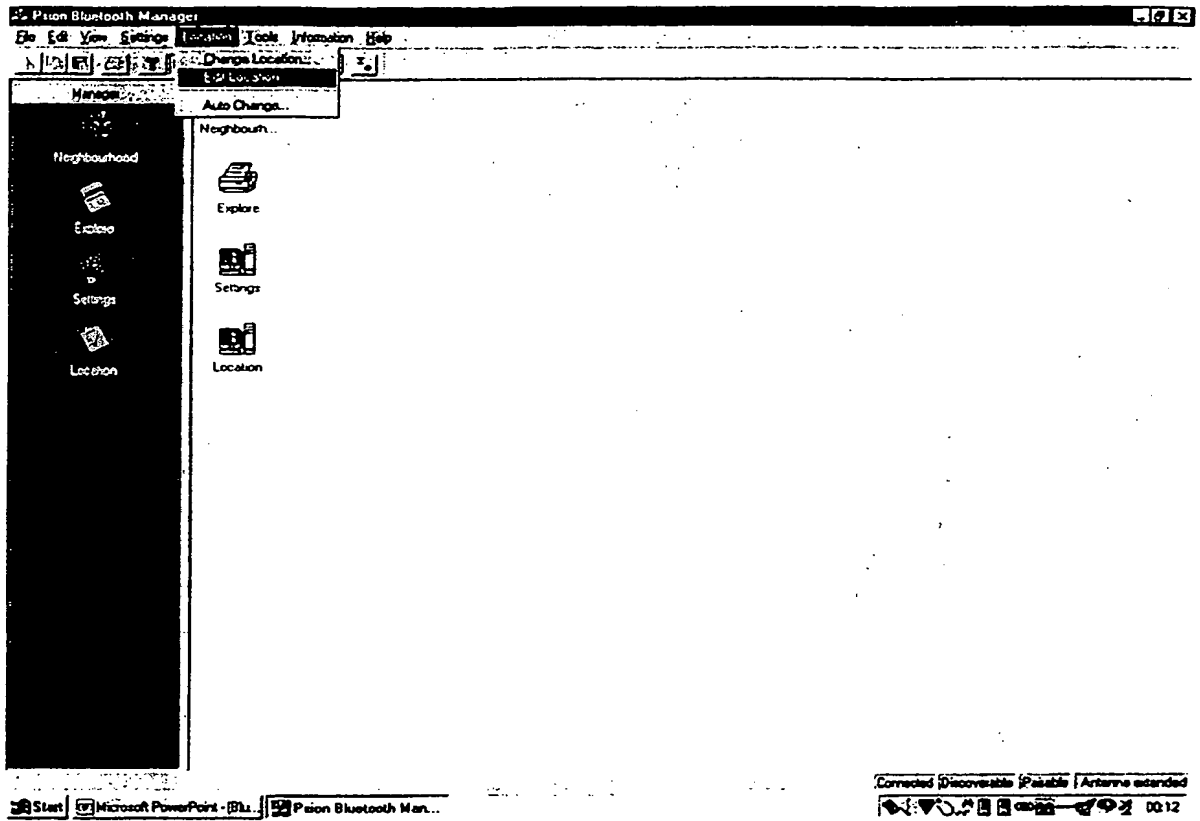 Psion Bluetooth Manager
File Edit View Settings Location Tools Information Help
Change Location...
Edit Location
Auto Change...
Manager
Neighbourhood
Explore
Settings
Location
Neighbourh...
Explore
Settings
Location
Connected Discoverable Pairable Antenna extended
Start Microsoft PowerPoint - [Blu... Psion Bluetooth Man... 00:12